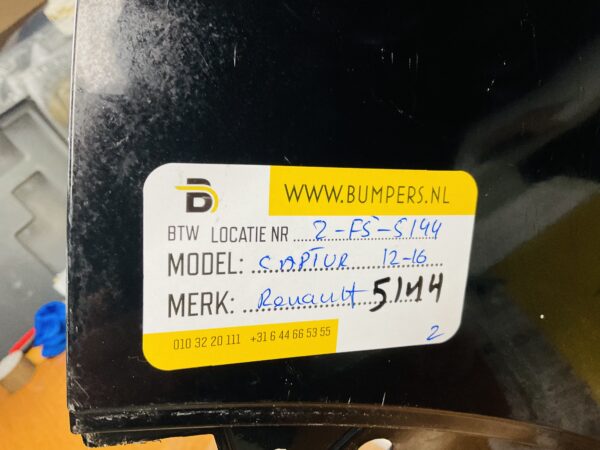 B
WWW.BUMPERS.NL
BTW LOCATIE NR 2-F5-5144
MODEL: CAPTUR 12-16
MERK: Renault 5144
010 32 20 111 +31 6 44 66 53 55
2